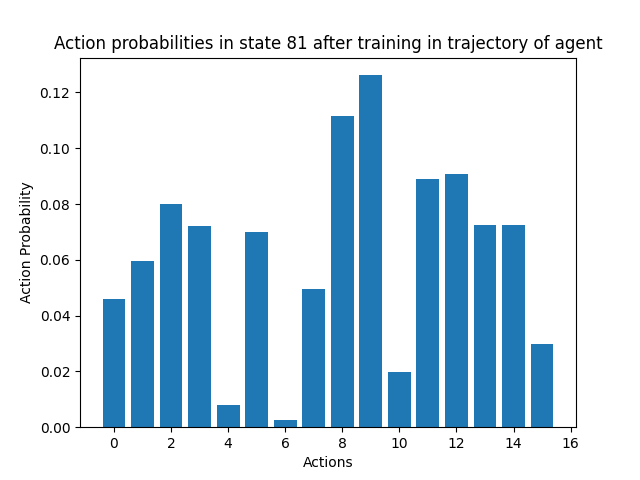 Action probabilities in state 81 after training in trajectory of agent
0.12
0.10
0.08
0.06
0.04
0.02
0.00
Action Probability
0 2 4 6 8 10 12 14 16
Actions